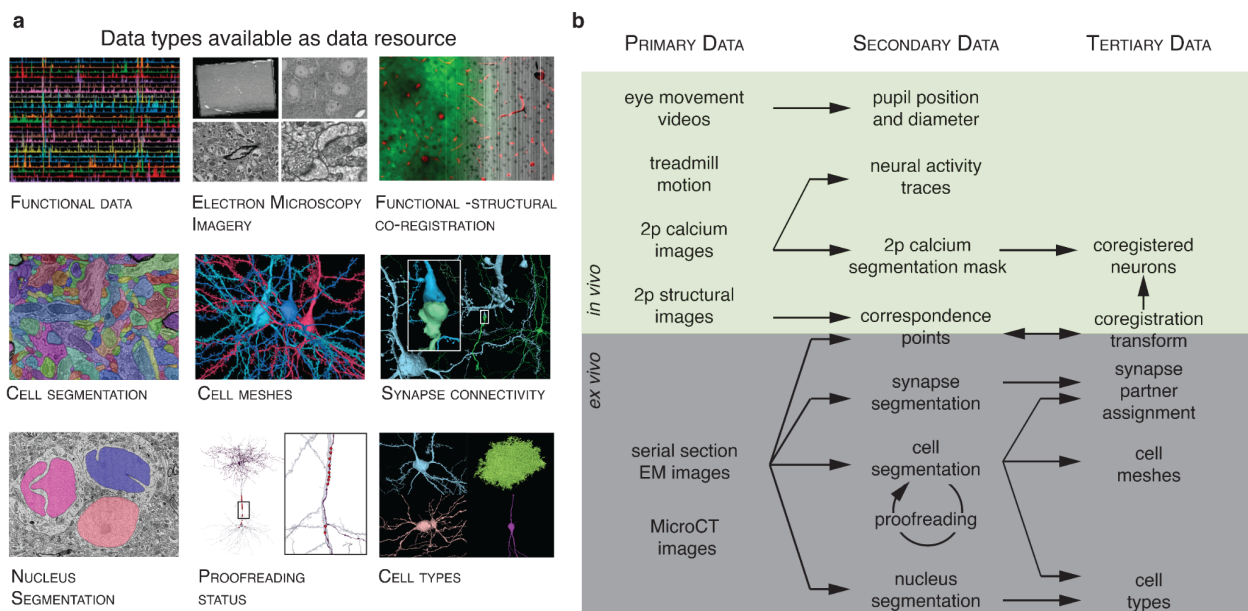 a
Data types available as data resource
FUNCTIONAL DATA
ELECTRON MICROSCOPY
IMAGERY
FUNCTIONAL -STRUCTURAL
CO-REGISTRATION
CELL SEGMENTATION
CELL MESHES
SYNAPSE CONNECTIVITY
NUCLEUS
SEGMENTATION
PROOFREADING
STATUS
CELL TYPES
b
PRIMARY DATA
SECONDARY DATA
TERTIARY DATA
in vivo
eye movement
videos
pupil position
and diameter
treadmill
motion
neural activity
traces
2p calcium
images
2p calcium
segmentation mask
coregistered
neurons
2p structural
images
correspondence
points
coregistration
transform
ex vivo
synapse
segmentation
synapse
partner
assignment
serial section
EM images
cell
segmentation
proofreading
cell
meshes
MicroCT
images
nucleus
segmentation
cell
types